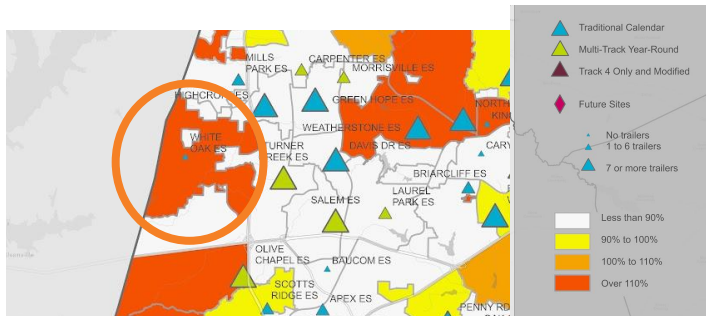 MILLS
PARK ES
CARPENTER ES
MORRISVILLE ES
HIGHCRO
ES
GREEN HOPE ES
NORTH
KIN
WHITE
OAK ES
WEATHERSTONE ES
TURNER
CREEK ES
DAVIS DR ES
CARY
BRIARCLIFF ES
LAUREL
PARK ES
SALEM ES
OLIVE
CHAPEL ES
BAUCOM ES
SCOTTS
RIDGE ES
APEX ES
PENNY RD
Traditional Calendar
Multi-Track Year-Round
Track 4 Only and Modified
Future Sites
No trailers
1 to 6 trailers
7 or more trailers
Less than 90%
90% to 100%
100% to 110%
Over 110%